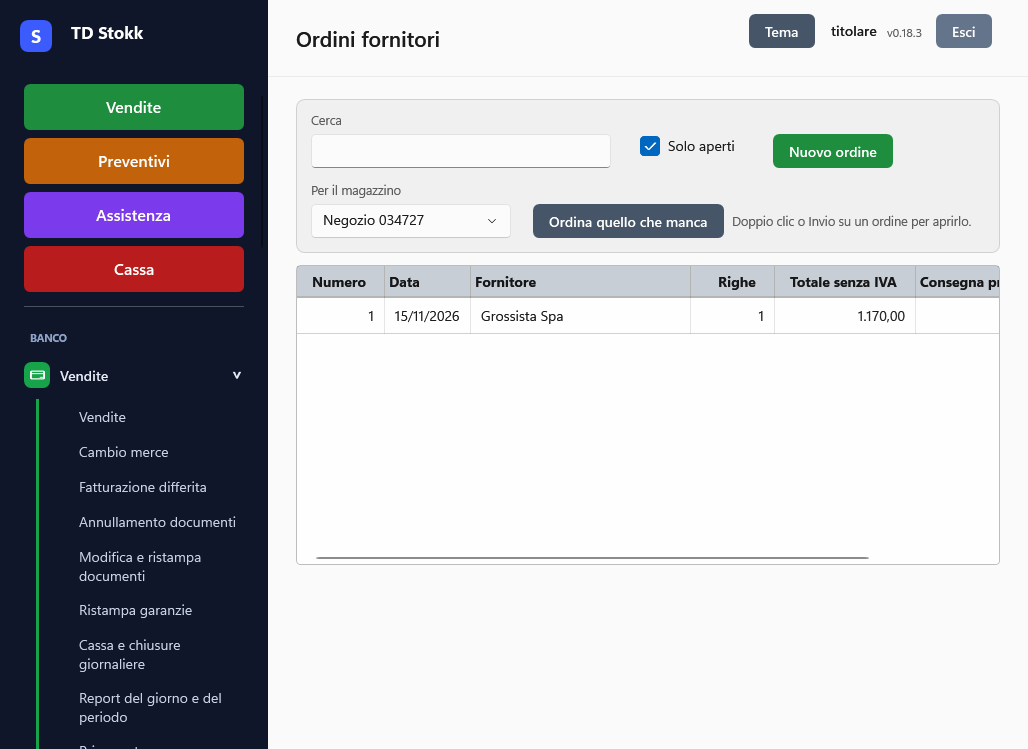 S TD Stokk
Vendite
Preventivi
Assistenza
Cassa
BANCO
Vendite
Vendite
Cambio merce
Fatturazione differita
Annullamento documenti
Modifica e ristampa
documenti
Ristampa garanzie
Cassa e chiusure
giornaliere
Report del giorno e del
periodo
Ordini fornitori
Tema titolare v0.18.3 Esci
Cerca
Solo aperti Nuovo ordine
Per il magazzino
Negozio 034727 Ordina quello che manca Doppio clic o Invio su un ordine per aprirlo.
Numero Data Fornitore Righe Totale senza IVA Consegna
1 15/11/2026 Grossista Spa 1 1.170,00